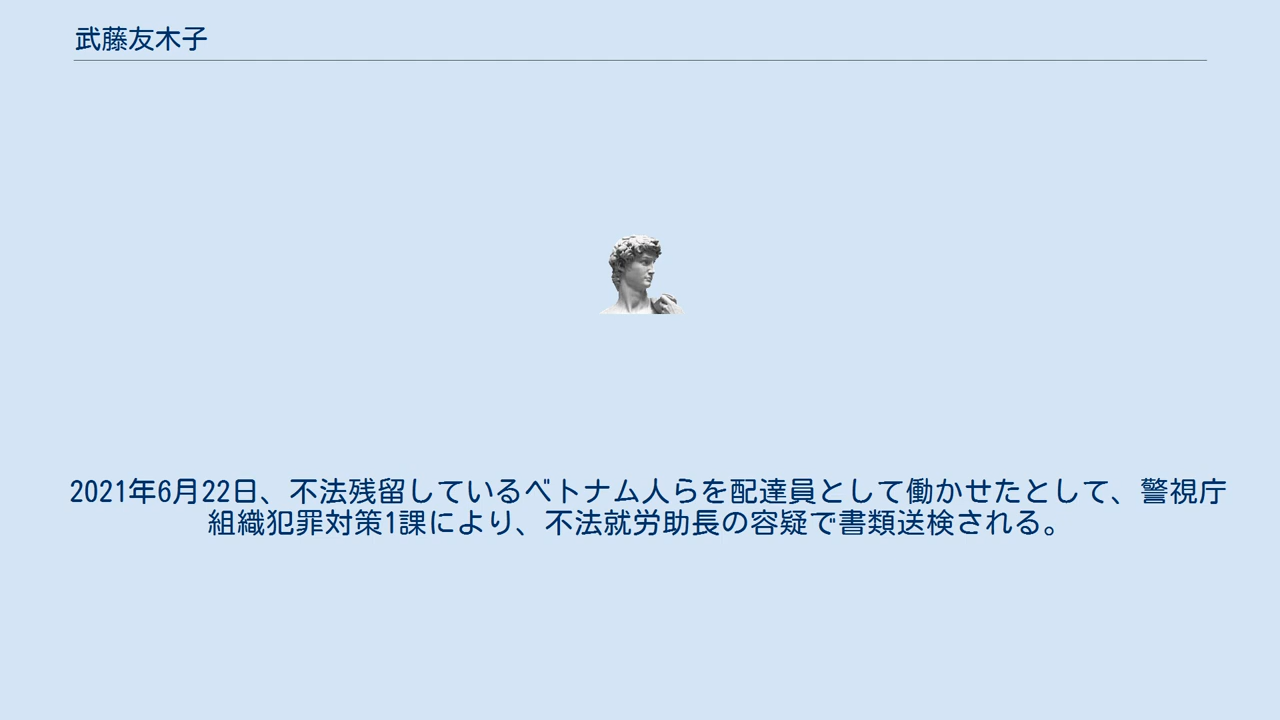 武藤友木子
2021年6月22日、不法残留しているベトナム人らを配達員として働かせたとして、警視庁
組織犯罪対策1課により、不法就労助長の容疑で書類送検される。